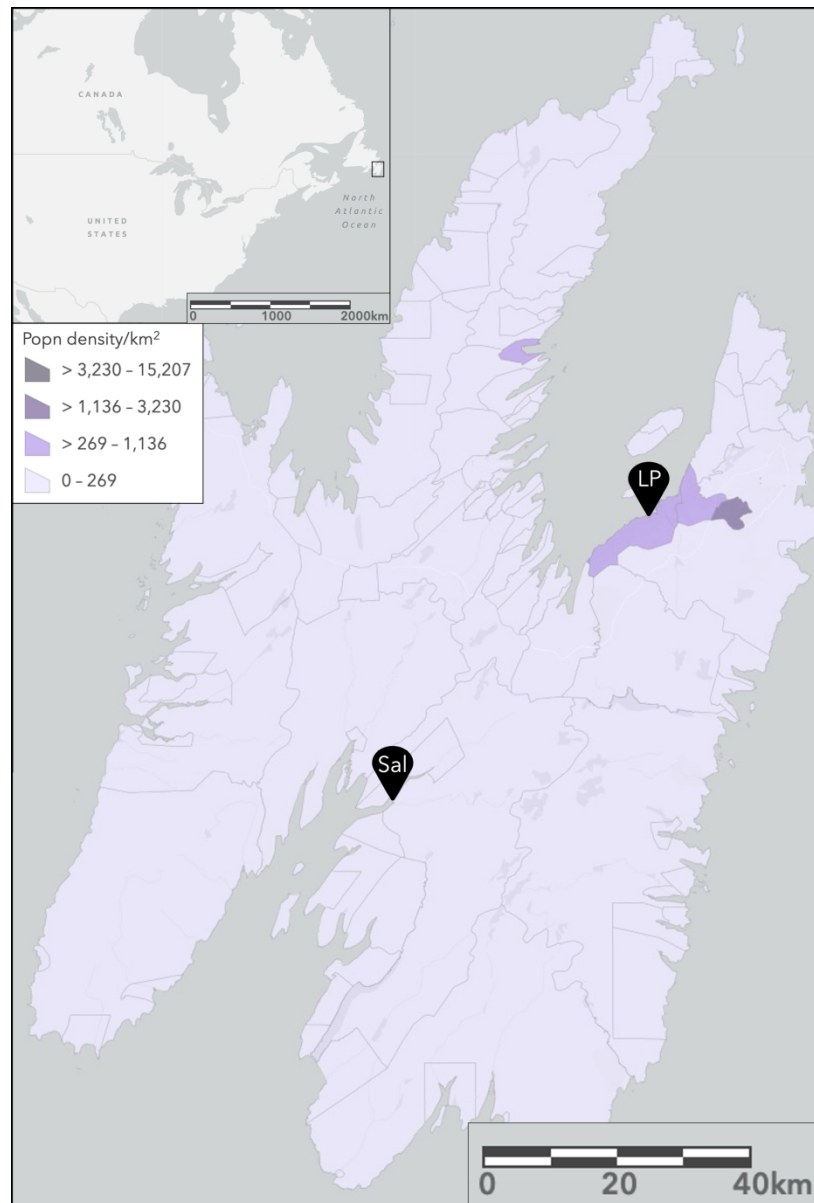 CANADA
UNITED
STATES
North
Atlantic
Ocean
0 1000 2000km
Popn density/km²
> 3,230 – 15,207
> 1,136 – 3,230
> 269 – 1,136
0 – 269
LP
Sal
0 20 40km